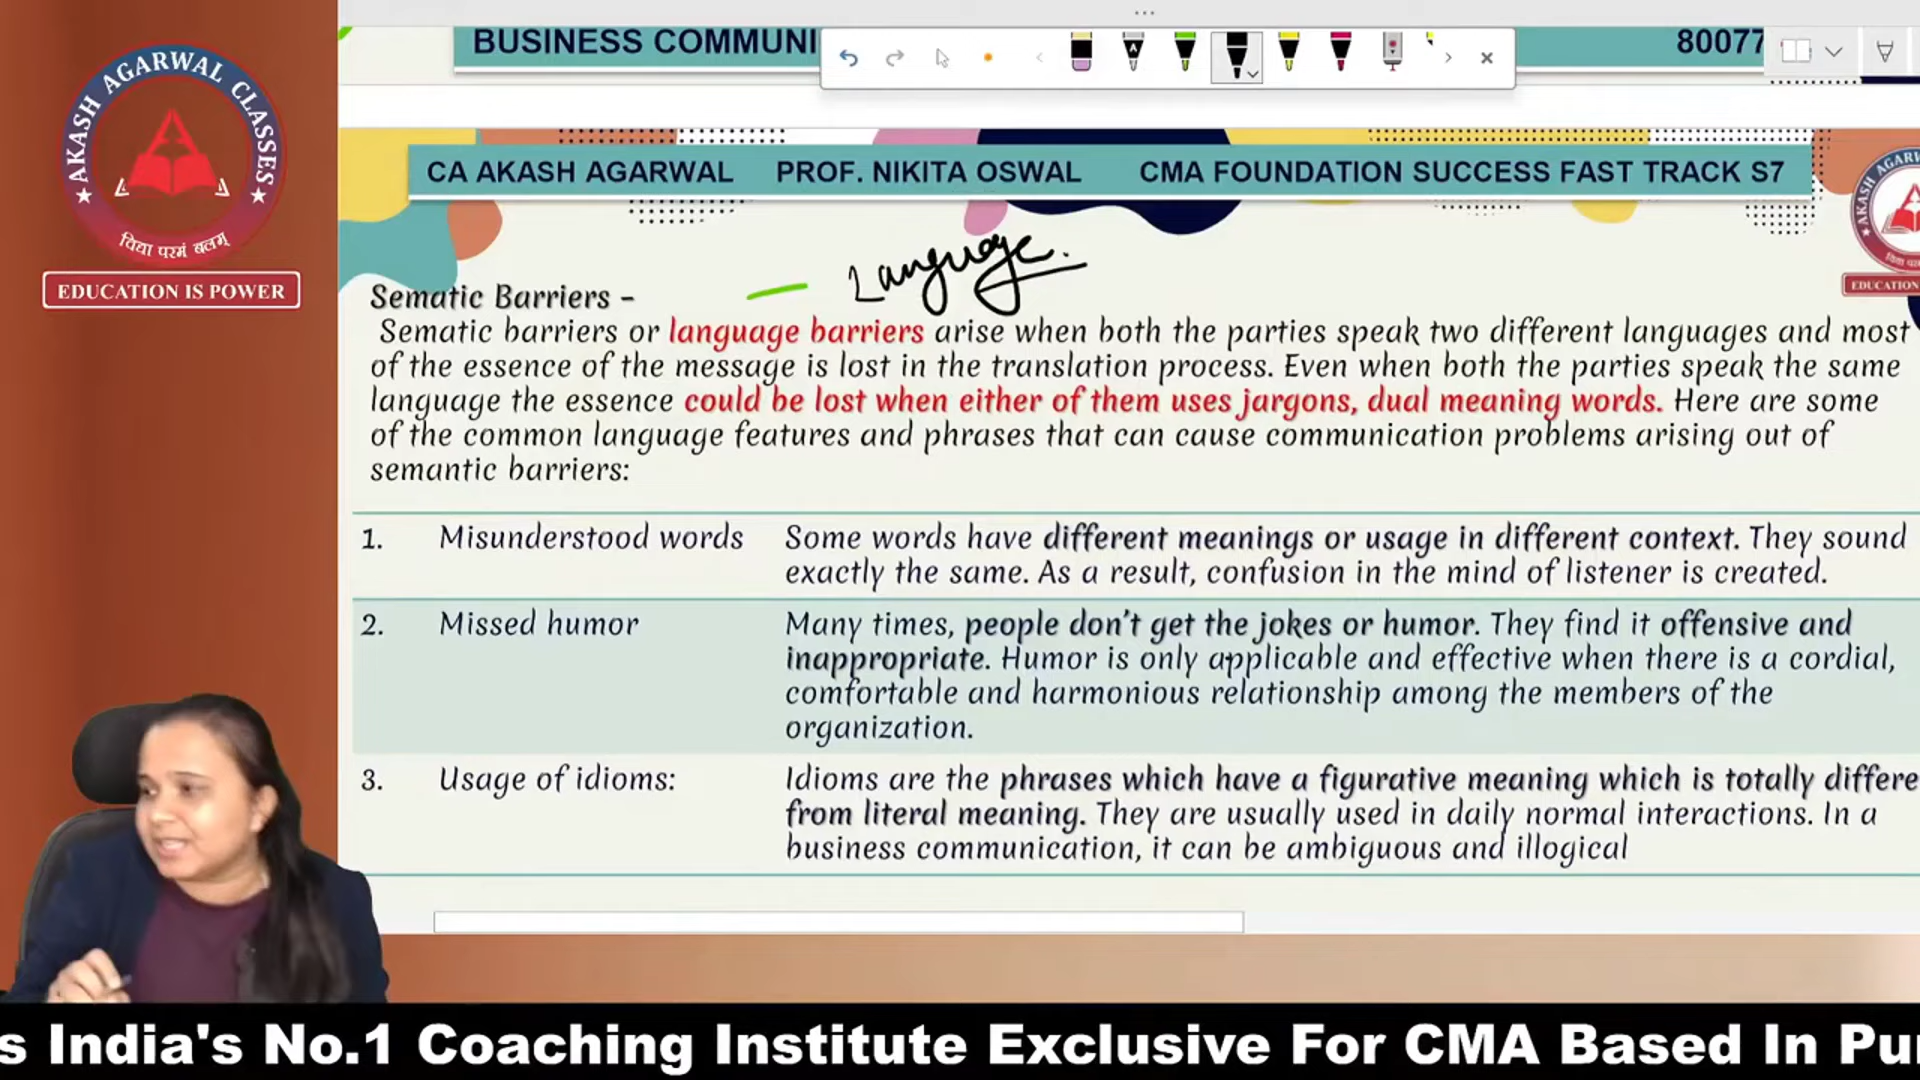 BUSINESS COMMUNI
80077
AKASH AGARWAL CLASSES
विद्या परमं बलम्
EDUCATION IS POWER
CA AKASH AGARWAL PROF. NIKITA OSWAL CMA FOUNDATION SUCCESS FAST TRACK S7
AKASH AGARW
EDUCATION
Language.
Sematic Barriers –
Sematic barriers or language barriers arise when both the parties speak two different languages and most
of the essence of the message is lost in the translation process. Even when both the parties speak the same
language the essence could be lost when either of them uses jargons, dual meaning words. Here are some
of the common language features and phrases that can cause communication problems arising out of
semantic barriers:
1. Misunderstood words Some words have different meanings or usage in different context. They sound
exactly the same. As a result, confusion in the mind of listener is created.
2. Missed humor Many times, people don't get the jokes or humor. They find it offensive and
inappropriate. Humor is only applicable and effective when there is a cordial,
comfortable and harmonious relationship among the members of the
organization.
3. Usage of idioms: Idioms are the phrases which have a figurative meaning which is totally differe
from literal meaning. They are usually used in daily normal interactions. In a
business communication, it can be ambiguous and illogical
s India's No.1 Coaching Institute Exclusive For CMA Based In Pu